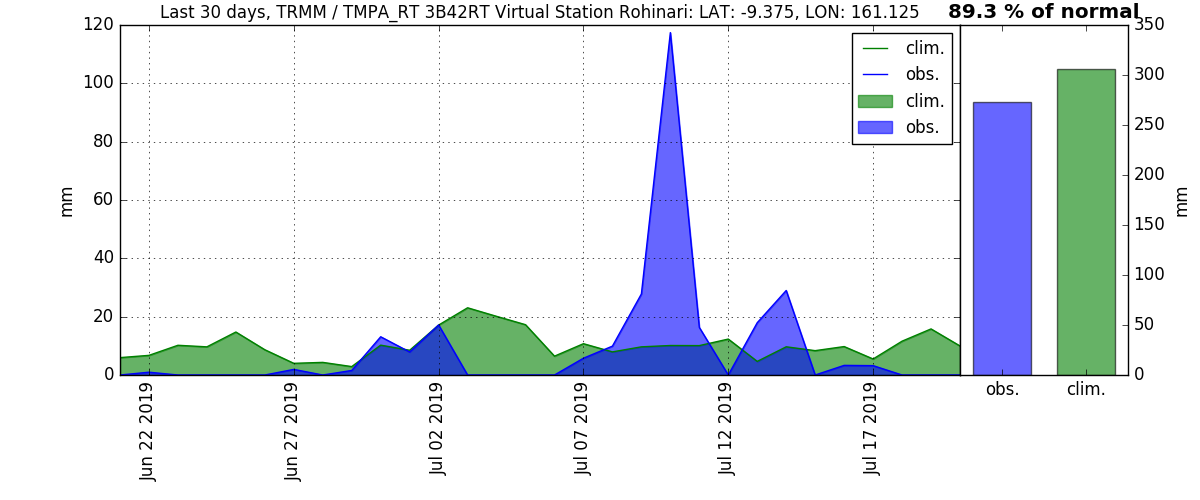 Last 30 days, TRMM / TMPA_RT 3B42RT Virtual Station Rohinari: LAT: -9.375, LON: 161.125
89.3 % of normal
120
100
80
60
40
20
0
mm
clim.
obs.
clim.
obs.
Jun 22 2019
Jun 27 2019
Jul 02 2019
Jul 07 2019
Jul 12 2019
Jul 17 2019
350
300
250
200
150
100
50
0
mm
obs.
clim.